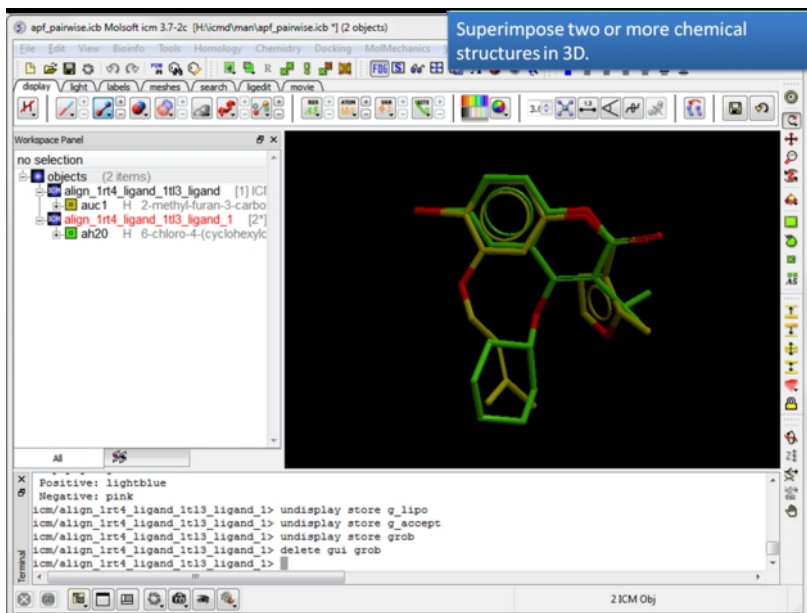 apf_pairwise.icb Molsoft icm 3.7-2c [H:\icmd\man\apf_pairwise.icb *] (2 objects)
Superimpose two or more chemical
structures in 3D.
File Edit View Bioinfo Tools Homology Chemistry Docking MolMechanics
display light labels meshes search ligedit movie
Workspace Panel
no selection
objects (2 items)
align_1rt4_ligand_1tl3_ligand [1] ICM
auc1 H 2-methyl-furan-3-carbo
align_1rt4_ligand_1tl3_ligand_1 [2*]
ah20 H 6-chloro-4-(cyclohexylc
All
Positive: lightblue
Negative: pink
icm/align_1rt4_ligand_1tl3_ligand_1> undisplay store g_lipo
icm/align_1rt4_ligand_1tl3_ligand_1> undisplay store g_accept
icm/align_1rt4_ligand_1tl3_ligand_1> undisplay store grob
icm/align_1rt4_ligand_1tl3_ligand_1> delete gui grob
icm/align_1rt4_ligand_1tl3_ligand_1>
Terminal
2 ICM Obj